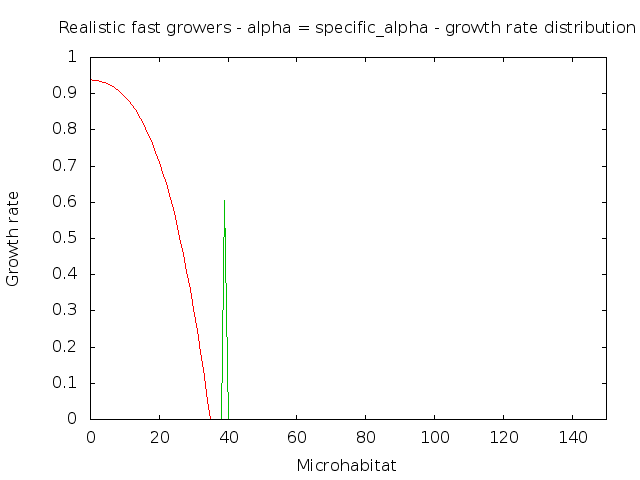 Realistic fast growers - alpha = specific_alpha - growth rate distribution
1
0.9
0.8
0.7
0.6
0.5
0.4
0.3
0.2
0.1
0
Growth rate
0 20 40 60 80 100 120 140
Microhabitat